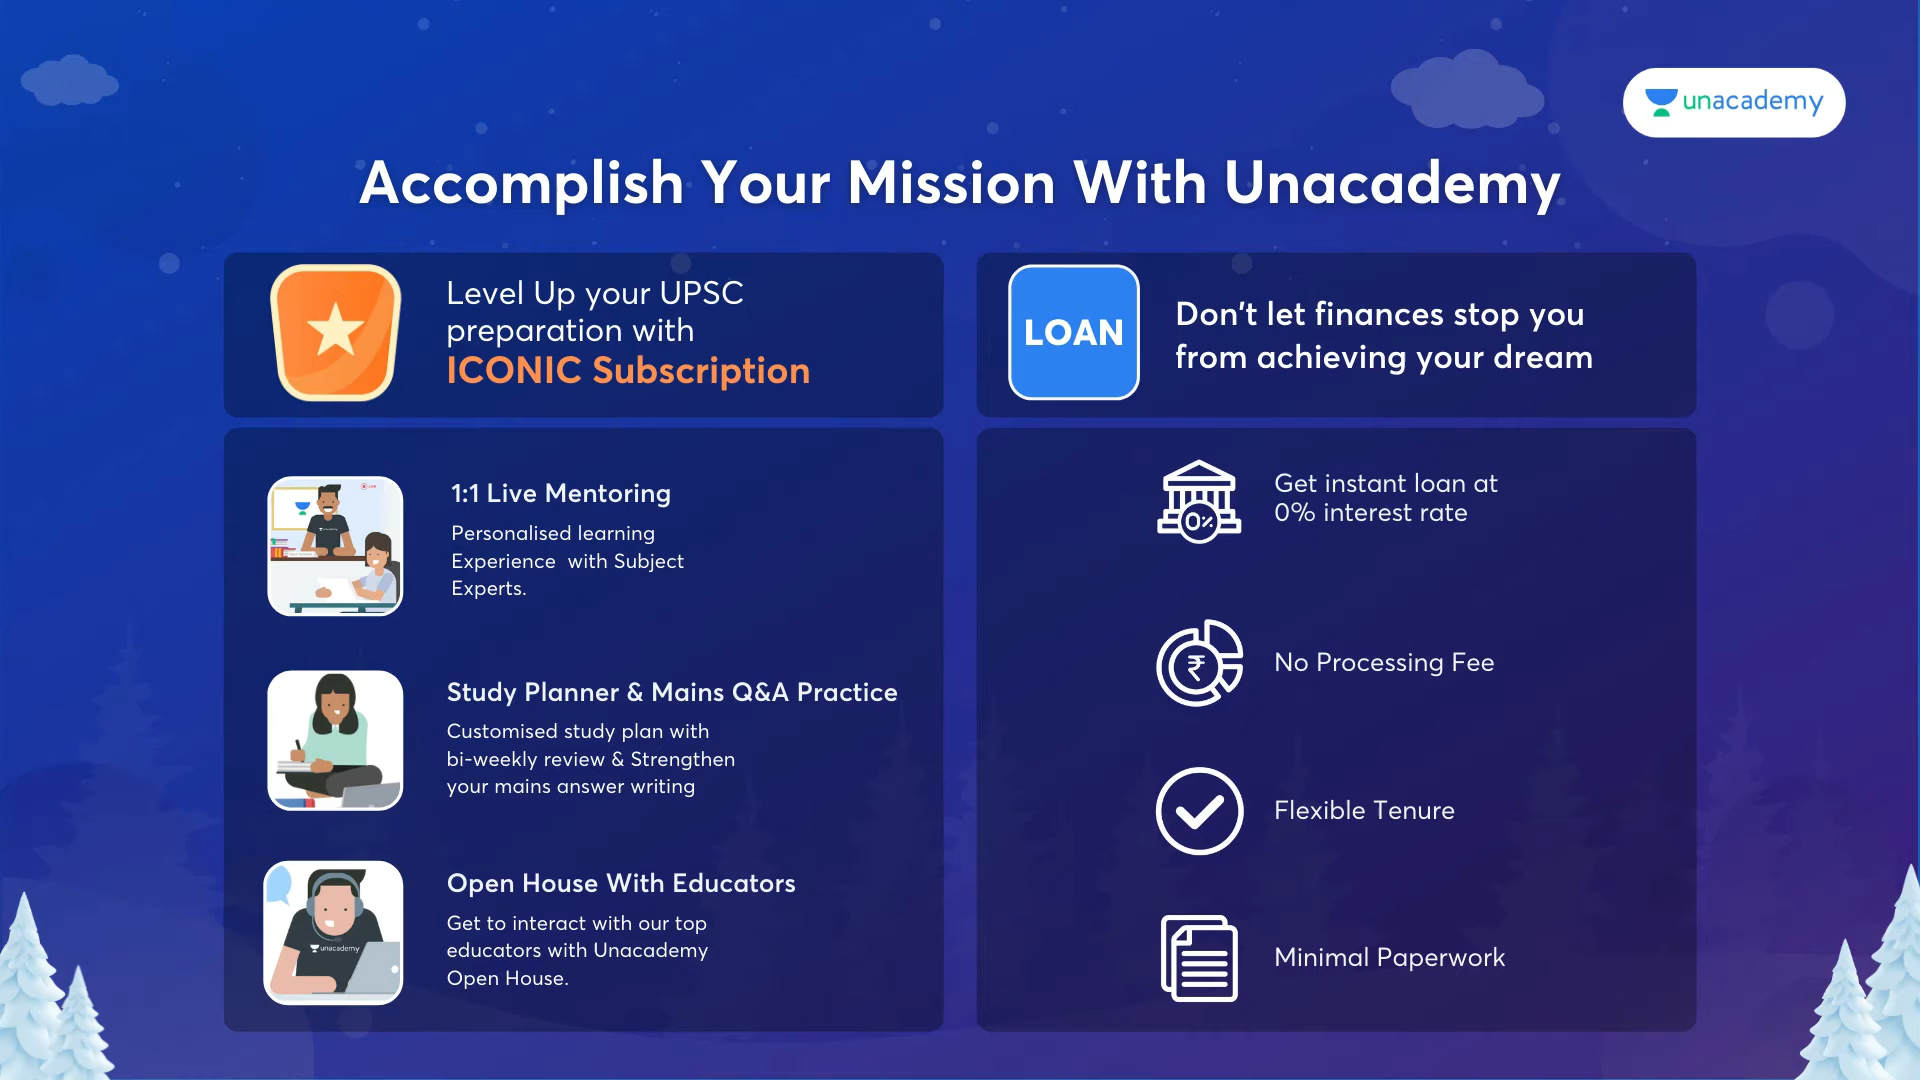 unacademy
Accomplish Your Mission With Unacademy
Level Up your UPSC
preparation with
ICONIC Subscription
1:1 Live Mentoring
Personalised learning
Experience with Subject
Experts.
Study Planner & Mains Q&A Practice
Customised study plan with
bi-weekly review & Strengthen
your mains answer writing
unacademy
Open House With Educators
Get to interact with our top
educators with Unacademy
Open House.
LOAN
Don't let finances stop you
from achieving your dream
0%
Get instant loan at
0% interest rate
₹
No Processing Fee
Flexible Tenure
Minimal Paperwork